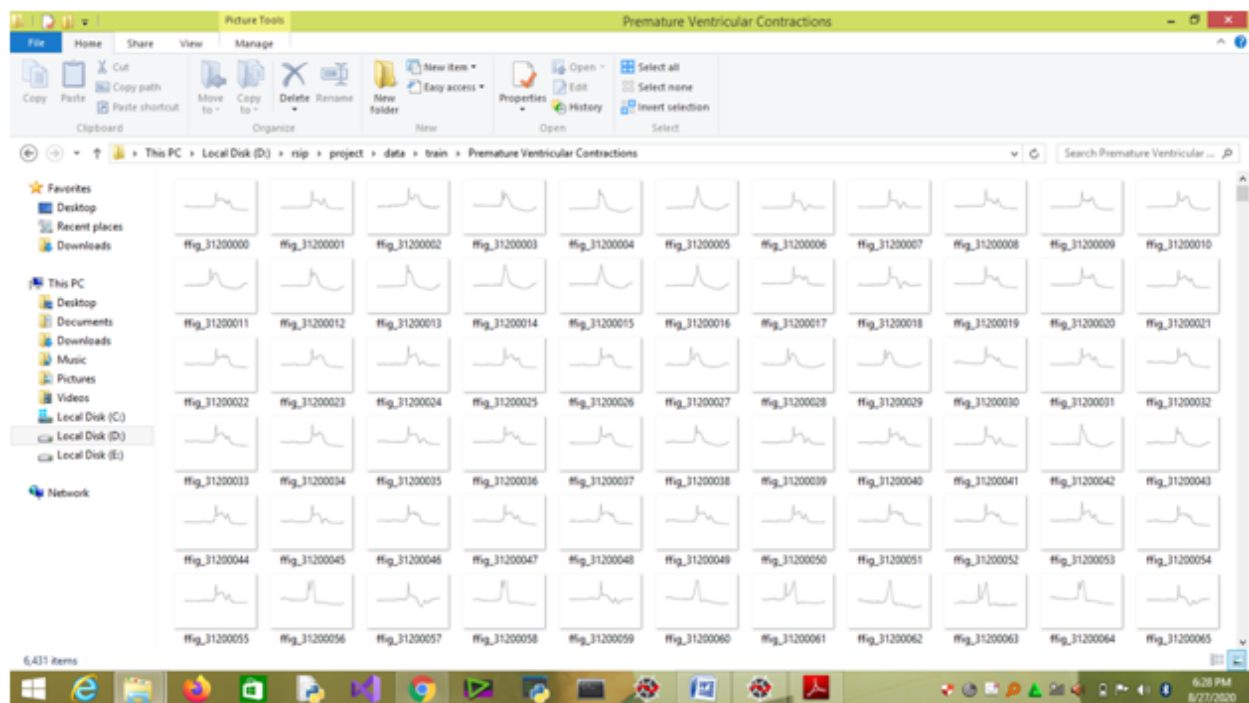 Picture Tools
Premature Ventricular Contractions
File Home Share View Manage
Copy
Paste
Cut
Copy path
Paste shortcut
Move to
Copy to
Delete
Rename
New folder
New item
Easy access
Properties
Open
Edit
History
Select all
Select none
Invert selection
Clipboard Organize New Open Select
This PC Local Disk (D:) rsip project data train Premature Ventricular Contractions
Search Premature Ventricular ...
Favorites
Desktop
Recent places
Downloads
This PC
Desktop
Documents
Downloads
Music
Pictures
Videos
Local Disk (C:)
Local Disk (D:)
Local Disk (E:)
Network
ffig_31200000 ffig_31200001 ffig_31200002 ffig_31200003 ffig_31200004 ffig_31200005 ffig_31200006 ffig_31200007 ffig_31200008 ffig_31200009 ffig_31200010
ffig_31200011 ffig_31200012 ffig_31200013 ffig_31200014 ffig_31200015 ffig_31200016 ffig_31200017 ffig_31200018 ffig_31200019 ffig_31200020 ffig_31200021
ffig_31200022 ffig_31200023 ffig_31200024 ffig_31200025 ffig_31200026 ffig_31200027 ffig_31200028 ffig_31200029 ffig_31200030 ffig_31200031 ffig_31200032
ffig_31200033 ffig_31200034 ffig_31200035 ffig_31200036 ffig_31200037 ffig_31200038 ffig_31200039 ffig_31200040 ffig_31200041 ffig_31200042 ffig_31200043
ffig_31200044 ffig_31200045 ffig_31200046 ffig_31200047 ffig_31200048 ffig_31200049 ffig_31200050 ffig_31200051 ffig_31200052 ffig_31200053 ffig_31200054
ffig_31200055 ffig_31200056 ffig_31200057 ffig_31200058 ffig_31200059 ffig_31200060 ffig_31200061 ffig_31200062 ffig_31200063 ffig_31200064 ffig_31200065
6,431 items
6:28 PM
8/27/2020